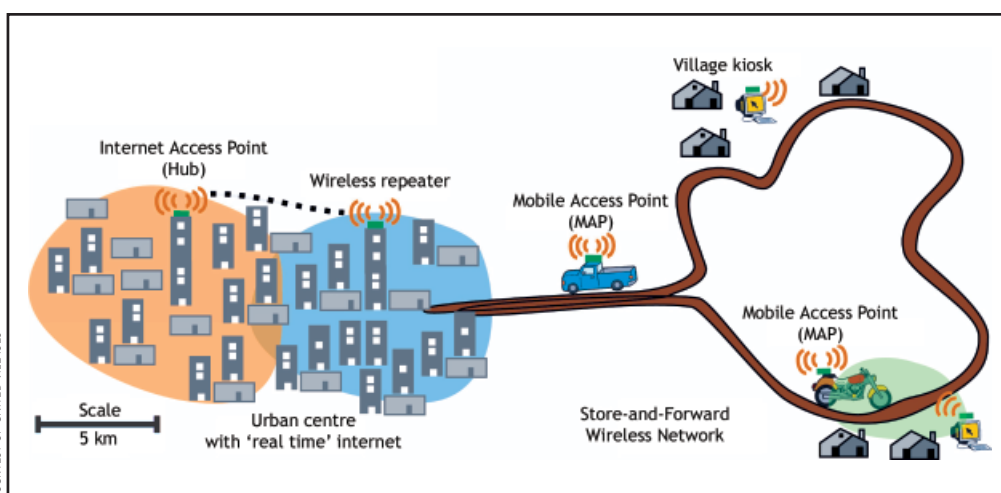 Village kiosk
Internet Access Point
(Hub)
Wireless repeater
Mobile Access Point
(MAP)
Mobile Access Point
(MAP)
Scale
5 km
Urban centre
with ‘real time’ internet
Store-and-Forward
Wireless Network